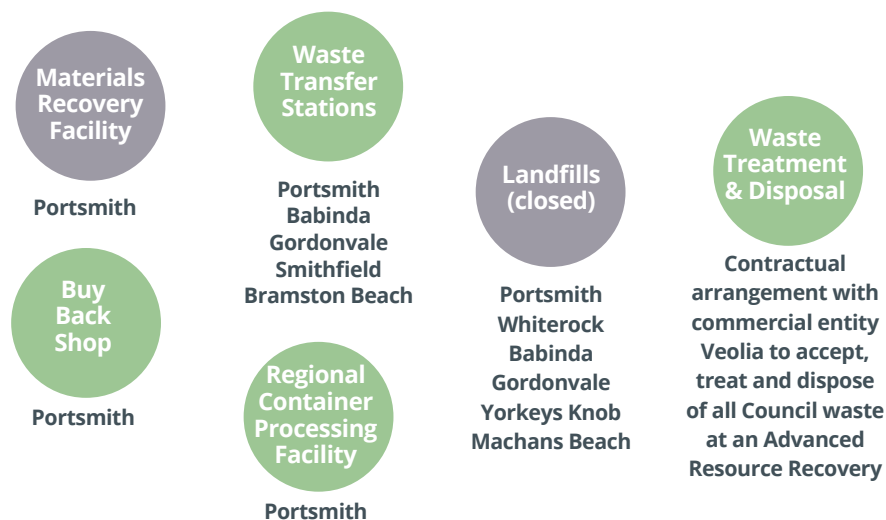 Materials
Recovery
Facility
Portsmith
Buy
Back
Shop
Portsmith
Waste
Transfer
Stations
Portsmith
Babinda
Gordonvale
Smithfield
Bramston Beach
Regional
Container
Processing
Facility
Portsmith
Landfills
(closed)
Portsmith
Whiterock
Babinda
Gordonvale
Yorkeys Knob
Machans Beach
Waste
Treatment
& Disposal
Contractual
arrangement with
commercial entity
Veolia to accept,
treat and dispose
of all Council waste
at an Advanced
Resource Recovery